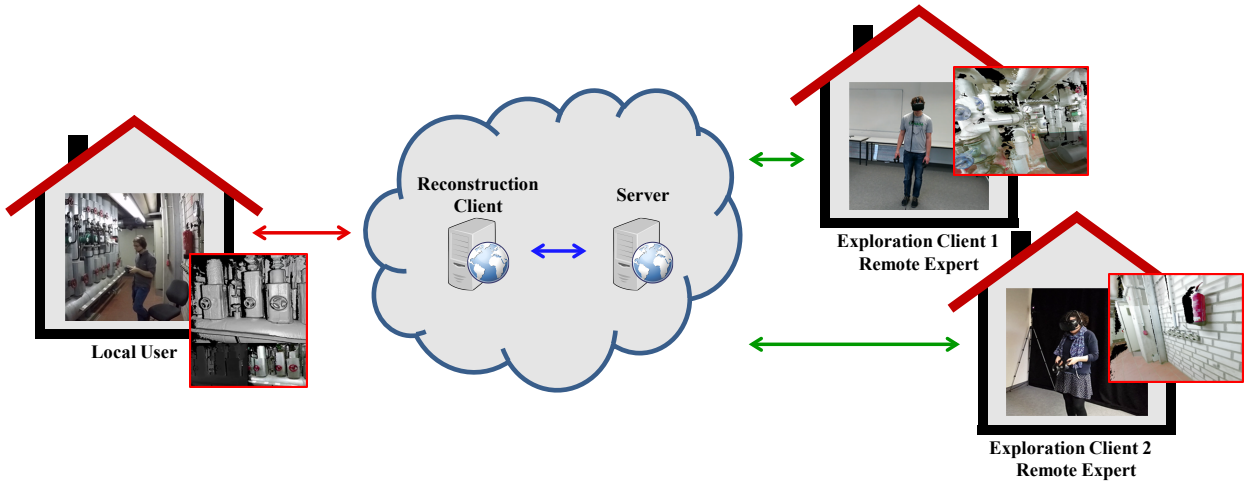 Local User
Reconstruction
Client
Server
Exploration Client 1
Remote Expert
Exploration Client 2
Remote Expert